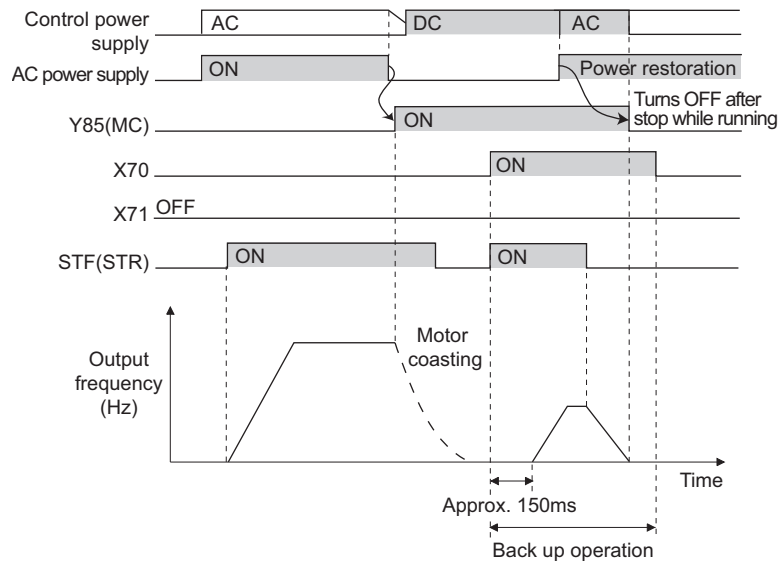 Control power
supply
AC
DC
AC
AC power supply
ON
Power restoration
Turns OFF after
stop while running
Y85(MC)
ON
X70
ON
X71
OFF
STF(STR)
ON
ON
Output
frequency
(Hz)
Motor
coasting
Time
Approx. 150ms
Back up operation